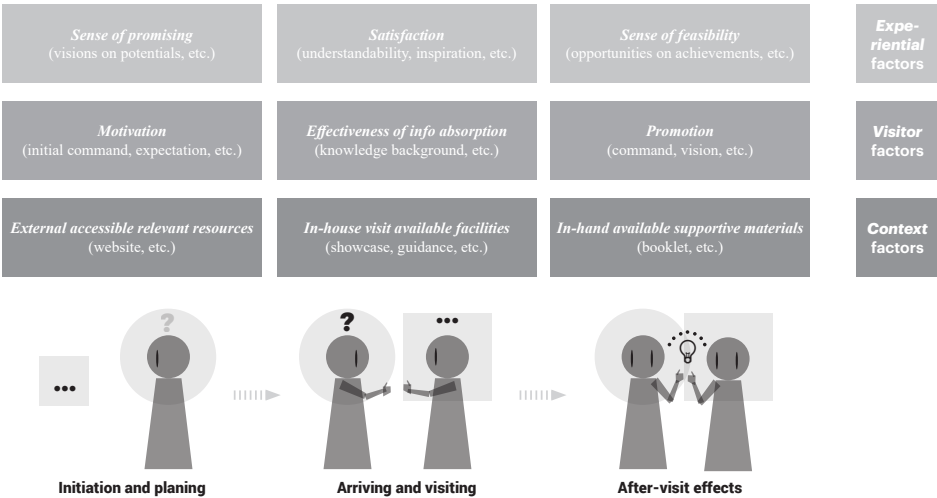 Sense of promising
(visions on potentials, etc.)
Satisfaction
(understandability, inspiration, etc.)
Sense of feasibility
(opportunities on achievements, etc.)
Expe-
riential
factors
Motivation
(initial command, expectation, etc.)
Effectiveness of info absorption
(knowledge background, etc.)
Promotion
(command, vision, etc.)
Visitor
factors
External accessible relevant resources
(website, etc.)
In-house visit available facilities
(showcase, guidance, etc.)
In-hand available supportive materials
(booklet, etc.)
Context
factors
?
?
•••
•••
Initiation and planing
Arriving and visiting
After-visit effects